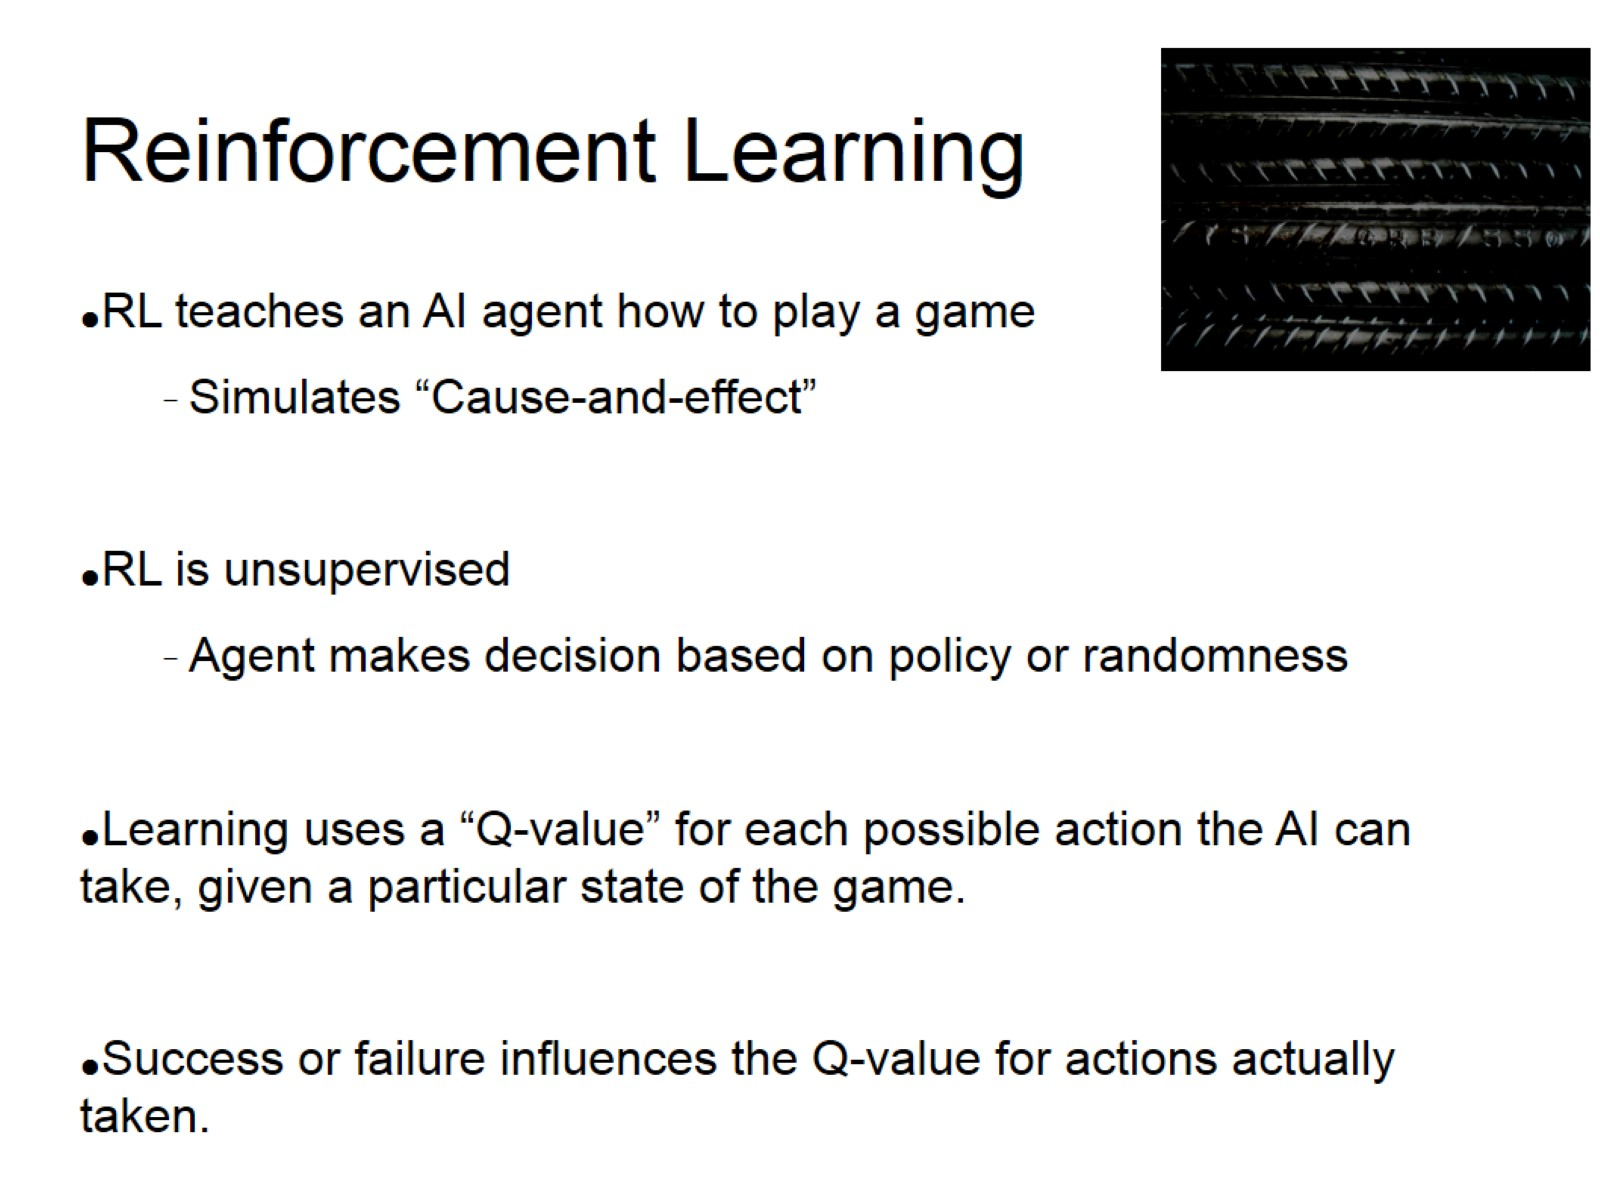 Reinforcement Learning
●RL teaches an AI agent how to play a game
– Simulates “Cause-and-effect”
●RL is unsupervised
– Agent makes decision based on policy or randomness
●Learning uses a “Q-value” for each possible action the AI can
take, given a particular state of the game.
●Success or failure influences the Q-value for actions actually
taken.